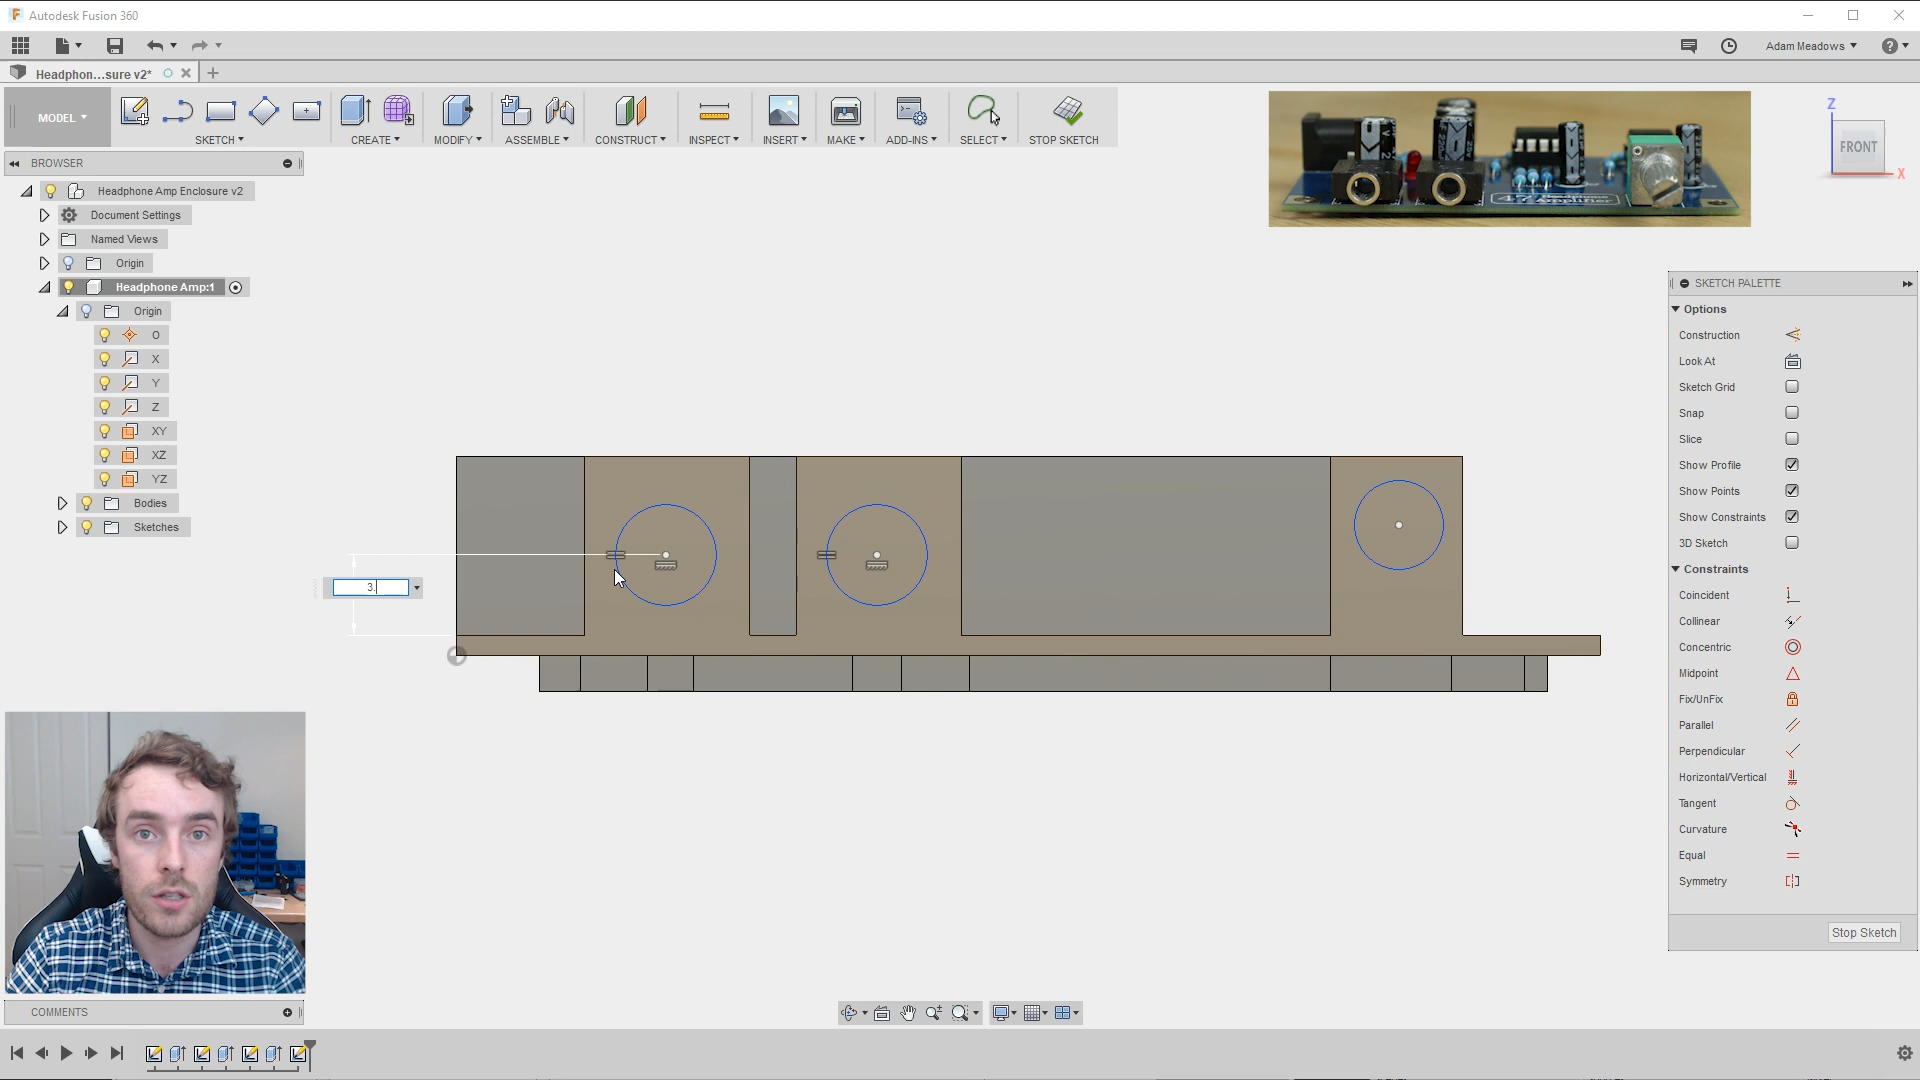 Autodesk Fusion 360
Adam Meadows
Headphon...sure v2*
MODEL
SKETCH
CREATE
MODIFY
ASSEMBLE
CONSTRUCT
INSPECT
INSERT
MAKE
ADD-INS
SELECT
STOP SKETCH
BROWSER
Headphone Amp Enclosure v2
Document Settings
Named Views
Origin
Headphone Amp:1
Origin
O
X
Y
Z
XY
XZ
YZ
Bodies
Sketches
47 Headphone
Amplifier
Z
FRONT
X
3.
SKETCH PALETTE
Options
Construction
Look At
Sketch Grid
Snap
Slice
Show Profile
Show Points
Show Constraints
3D Sketch
Constraints
Coincident
Collinear
Concentric
Midpoint
Fix/UnFix
Parallel
Perpendicular
Horizontal/Vertical
Tangent
Curvature
Equal
Symmetry
Stop Sketch
COMMENTS